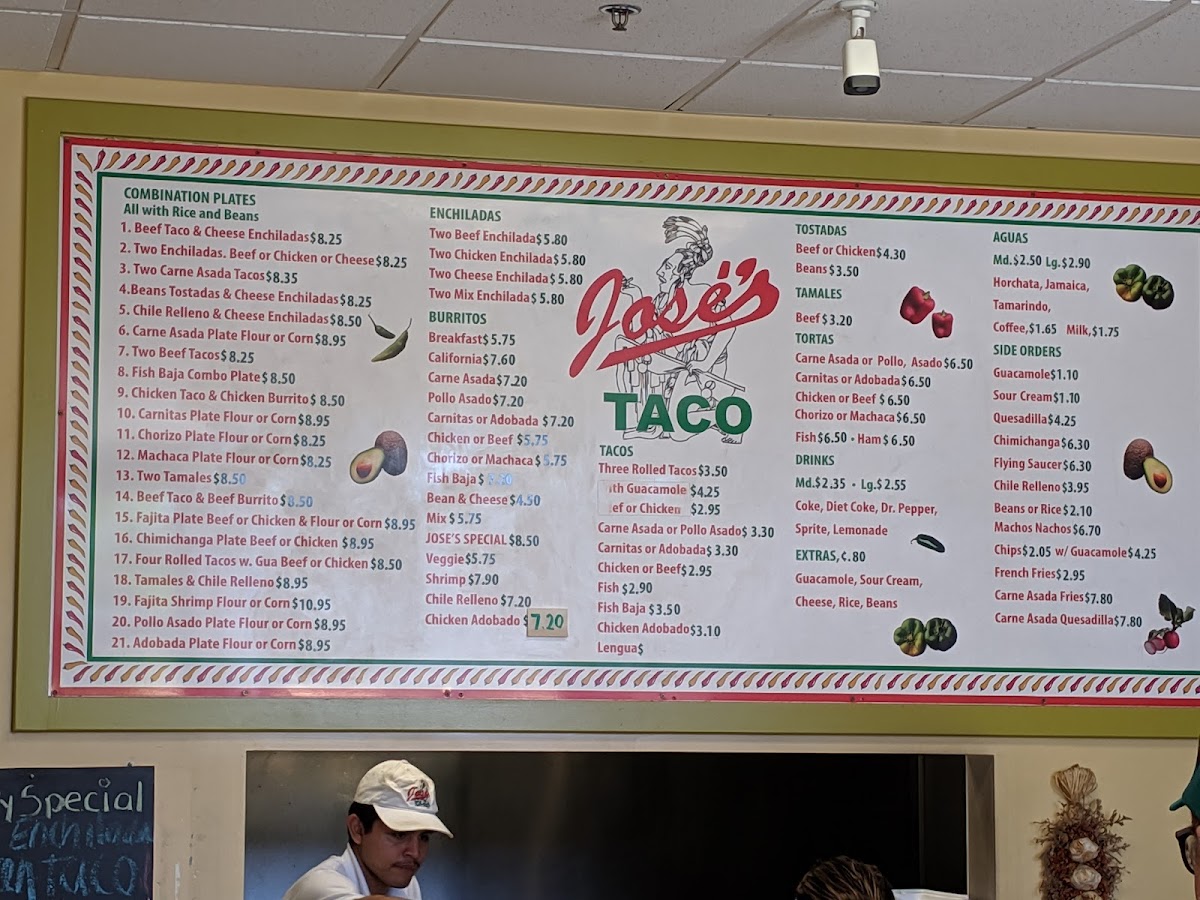 COMBINATION PLATES
All with Rice and Beans
1. Beef Taco & Cheese Enchiladas $8.25
2. Two Enchiladas. Beef or Chicken or Cheese $8.25
3. Two Carne Asada Tacos $8.35
4.Beans Tostadas & Cheese Enchiladas $8.25
5. Chile Relleno & Cheese Enchiladas $8.50
6. Carne Asada Plate Flour or Corn $8.95
7. Two Beef Tacos $8.25
8. Fish Baja Combo Plate $8.50
9. Chicken Taco & Chicken Burrito $8.50
10. Carnitas Plate Flour or Corn $8.95
11. Chorizo Plate Flour or Corn $8.25
12. Machaca Plate Flour or Corn $8.25
13. Two Tamales $8.50
14. Beef Taco & Beef Burrito $8.50
15. Fajita Plate Beef or Chicken & Flour or Corn $8.95
16. Chimichanga Plate Beef or Chicken $8.95
17. Four Rolled Tacos w. Gua Beef or Chicken $8.50
18. Tamales & Chile Relleno $8.95
19. Fajita Shrimp Flour or Corn $10.95
20. Pollo Asado Plate Flour or Corn $8.95
21. Adobada Plate Flour or Corn $8.95
ENCHILADAS
Two Beef Enchilada $5.80
Two Chicken Enchilada $5.80
Two Cheese Enchilada $5.80
Two Mix Enchilada $5.80
BURRITOS
Breakfast $5.75
California $7.60
Carne Asada $7.20
Pollo Asado $7.20
Carnitas or Adobada $7.20
Chicken or Beef $5.75
Chorizo or Machaca $5.75
Fish Baja $
Bean & Cheese $4.50
Mix $5.75
JOSE'S SPECIAL $8.50
Veggie $5.75
Shrimp $7.90
Chile Relleno $7.20
Chicken Adobado $7.20
José's
TACO
TACOS
Three Rolled Tacos $3.50
th Guacamole $4.25
ef or Chicken $2.95
Carne Asada or Pollo Asado $3.30
Carnitas or Adobada $3.30
Chicken or Beef $2.95
Fish $2.90
Fish Baja $3.50
Chicken Adobado $3.10
Lengua $
TOSTADAS
Beef or Chicken $4.30
Beans $3.50
TAMALES
Beef $3.20
TORTAS
Carne Asada or Pollo, Asado $6.50
Carnitas or Adobada $6.50
Chicken or Beef $6.50
Chorizo or Machaca $6.50
Fish $6.50 • Ham $6.50
DRINKS
Md. $2.35 • Lg. $2.55
Coke, Diet Coke, Dr. Pepper,
Sprite, Lemonade
EXTRAS, ¢.80
Guacamole, Sour Cream,
Cheese, Rice, Beans
AGUAS
Md. $2.50 Lg. $2.90
Horchata, Jamaica,
Tamarindo,
Coffee, $1.65 Milk, $1.75
SIDE ORDERS
Guacamole $1.10
Sour Cream $1.10
Quesadilla $4.25
Chimichanga $6.30
Flying Saucer $6.30
Chile Relleno $3.95
Beans or Rice $2.10
Machos Nachos $6.70
Chips $2.05 w/ Guacamole $4.25
French Fries $2.95
Carne Asada Fries $7.80
Carne Asada Quesadilla $7.80
y Special